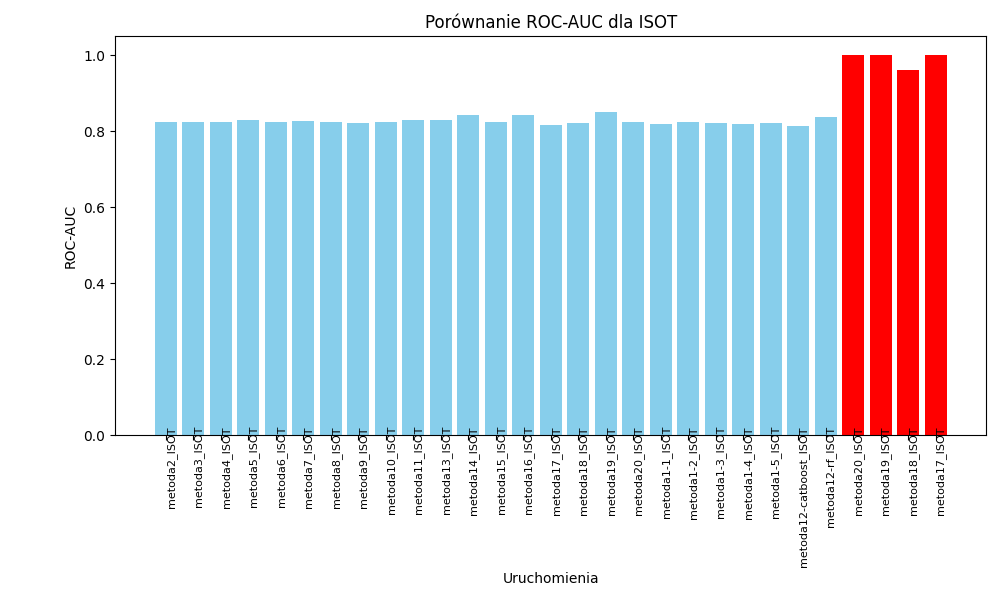 Porównanie ROC-AUC dla ISOT
1.0
0.8
0.6
0.4
0.2
0.0
ROC-AUC
metoda2_ISOT
metoda3_ISOT
metoda4_ISOT
metoda5_ISOT
metoda6_ISOT
metoda7_ISOT
metoda8_ISOT
metoda9_ISOT
metoda10_ISOT
metoda11_ISOT
metoda13_ISOT
metoda14_ISOT
metoda15_ISOT
metoda16_ISOT
metoda17_ISOT
metoda18_ISOT
metoda19_ISOT
metoda20_ISOT
metoda1-1_ISOT
metoda1-2_ISOT
metoda1-3_ISOT
metoda1-4_ISOT
metoda1-5_ISOT
metoda12-catboost_ISOT
metoda12-rf_ISOT
metoda20_ISOT
metoda19_ISOT
metoda18_ISOT
metoda17_ISOT
Uruchomienia